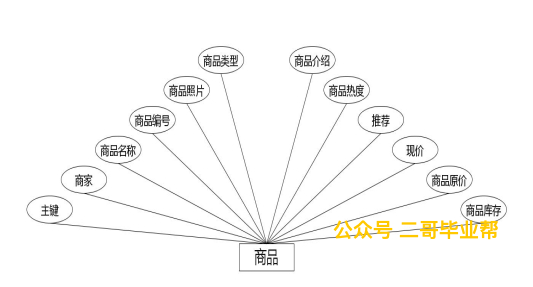 商品类型 商品介绍
商品照片 商品热度
商品编号 推荐
商品名称 现价
商家 商品原价
主键 商品库存
公众号 二哥毕业帮
商品